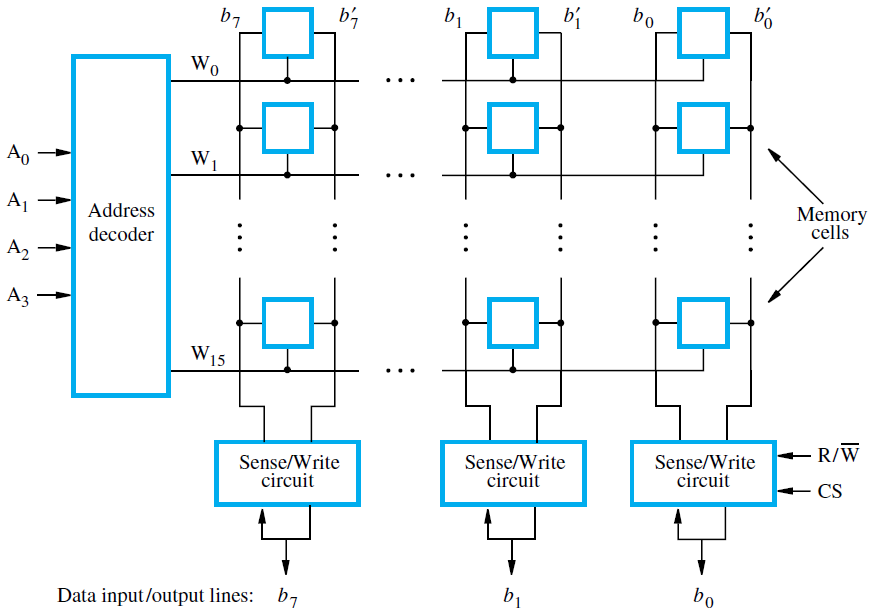 b7 b′7 b1 b′1 b0 b′0
W0
• • •
A0
W1
• • •
A1
Address
decoder
Memory
cells
A2
A3
W15
• • •
Sense/Write
circuit
Sense/Write
circuit
Sense/Write
circuit
R/W̅
CS
Data input/output lines: b7 b1 b0